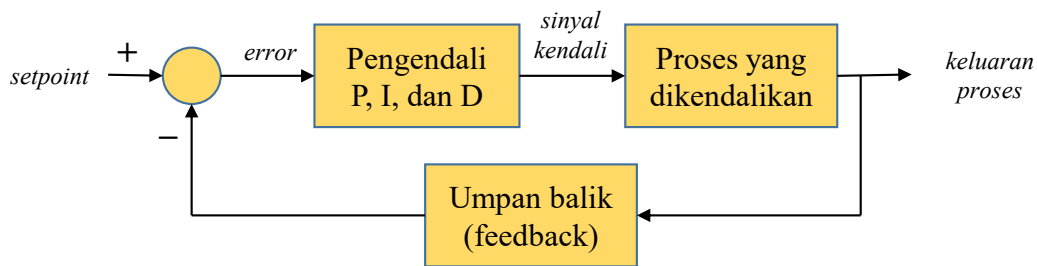 setpoint
+
−
error
Pengendali
P, I, dan D
sinyal
kendali
Proses yang
dikendalikan
keluaran
proses
Umpan balik
(feedback)